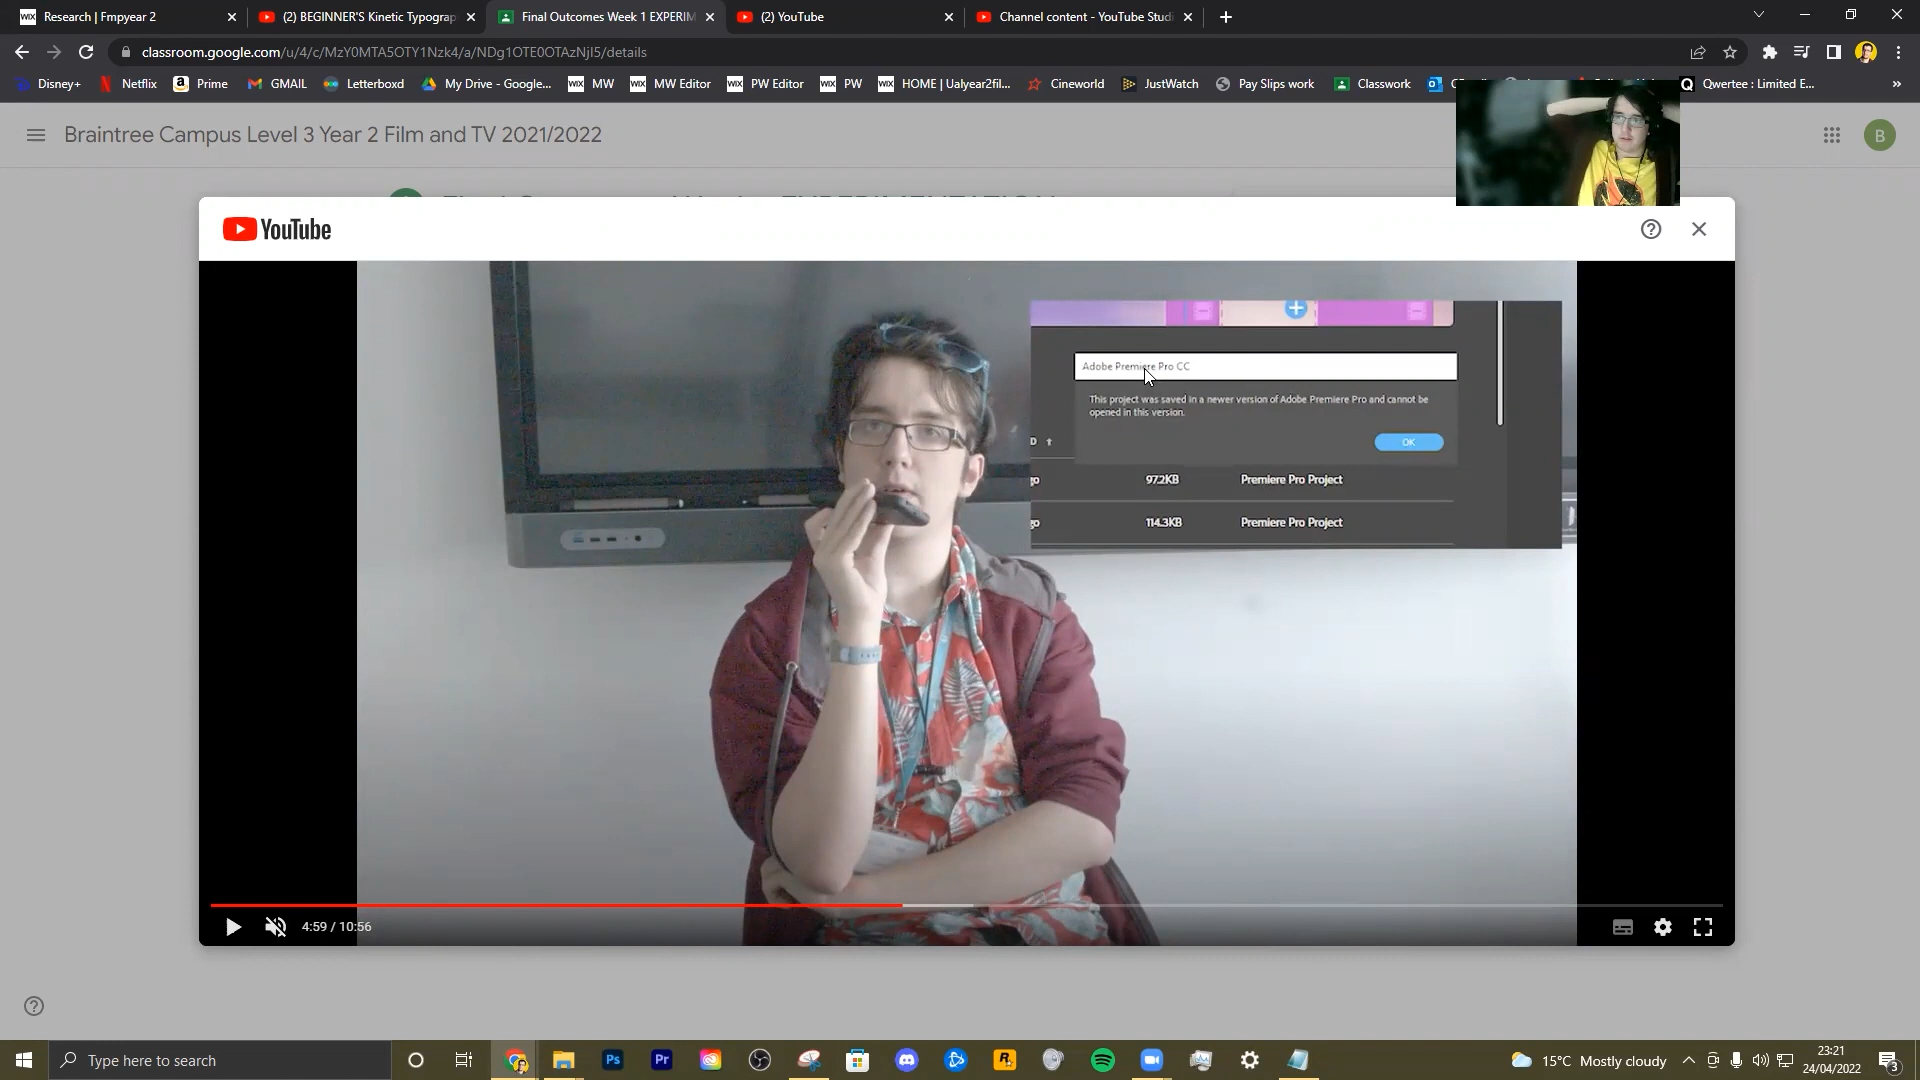 Research | Fmpyear 2
(2) BEGINNER'S Kinetic Typograp
Final Outcomes Week 1 EXPERIM
(2) YouTube
Channel content - YouTube Studi
classroom.google.com/u/4/c/MzY0MTA5OTY1Nzk4/a/NDg1OTE0OTAzNjI5/details
Disney+ Netflix Prime GMAIL Letterboxd My Drive - Google... MW MW Editor PW Editor PW HOME | Ualyear2fil... Cineworld JustWatch Pay Slips work Classwork Qwertee : Limited E... »
Braintree Campus Level 3 Year 2 Film and TV 2021/2022
B
YouTube
Adobe Premiere Pro CC
This project was saved in a newer version of Adobe Premiere Pro and cannot be
opened in this version.
OK
97.2KB Premiere Pro Project
114.3KB Premiere Pro Project
4:59 / 10:56
Type here to search
15°C Mostly cloudy
23:21
24/04/2022
3